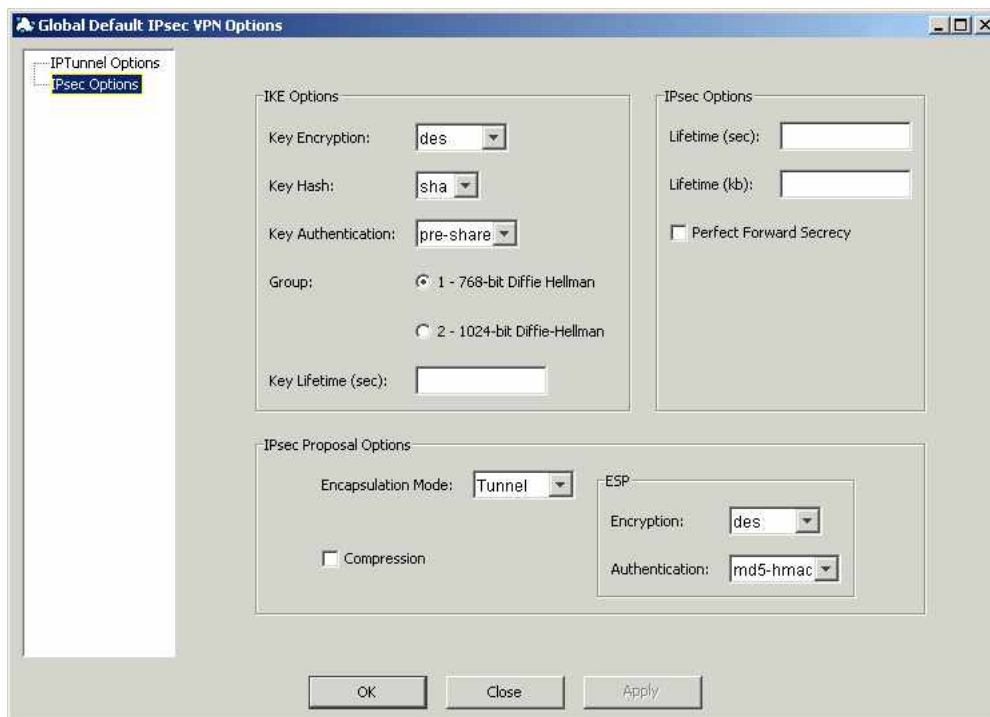 Global Default IPsec VPN Options
IPTunnel Options
IPsec Options
IKE Options
Key Encryption: des
Key Hash: sha
Key Authentication: pre-share
Group: 1 - 768-bit Diffie Hellman
2 - 1024-bit Diffie-Hellman
Key Lifetime (sec):
IPsec Options
Lifetime (sec):
Lifetime (kb):
Perfect Forward Secrecy
IPsec Proposal Options
Encapsulation Mode: Tunnel
Compression
ESP
Encryption: des
Authentication: md5-hmac
OK Close Apply